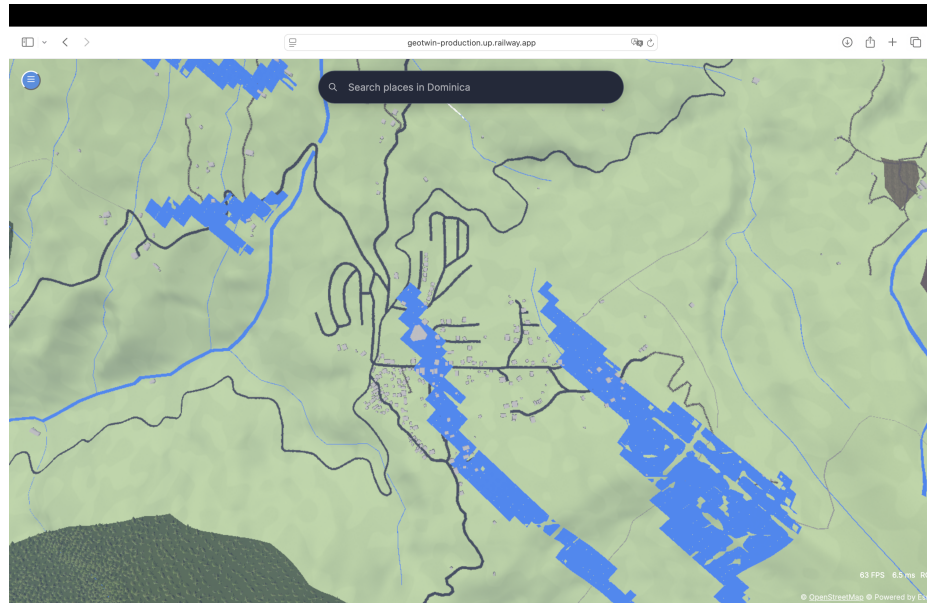 geotwin-production.up.railway.app
Search places in Dominica
63 FPS 6.5 ms
© OpenStreetMap © Powered by